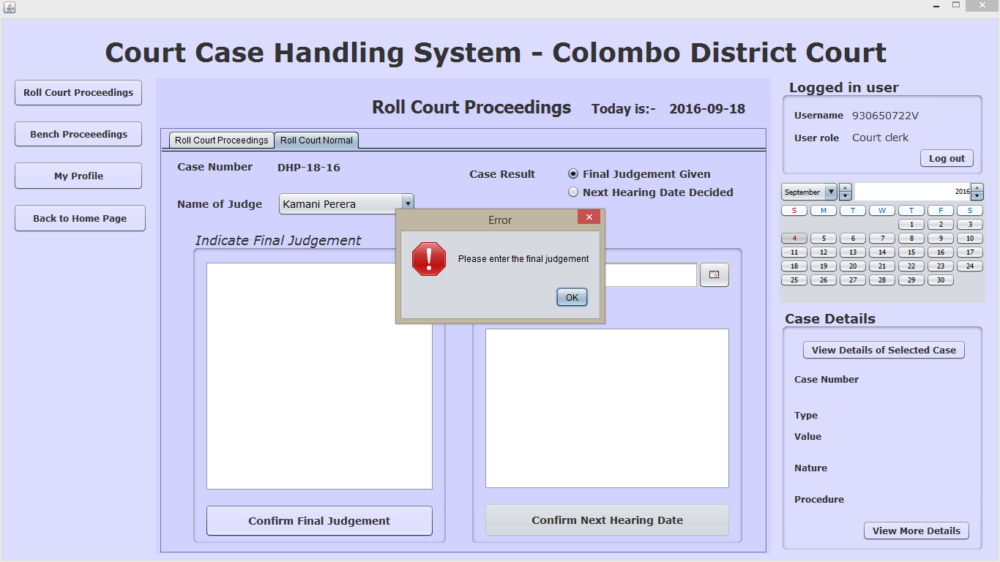 Court Case Handling System - Colombo District Court
Roll Court Proceedings
Bench Proceeedings
My Profile
Back to Home Page
Roll Court Proceedings Today is:- 2016-09-18
Roll Court Proceedings Roll Court Normal
Case Number DHP-18-16
Name of Judge Kamani Perera
Case Result
Final Judgement Given
Next Hearing Date Decided
Indicate Final Judgement
Confirm Final Judgement
Confirm Next Hearing Date
Error
Please enter the final judgement
OK
Logged in user
Username 930650722V
User role Court clerk
Log out
September 2016
S M T W T F S
1 2 3
4 5 6 7 8 9 10
11 12 13 14 15 16 17
18 19 20 21 22 23 24
25 26 27 28 29 30
Case Details
View Details of Selected Case
Case Number
Type
Value
Nature
Procedure
View More Details